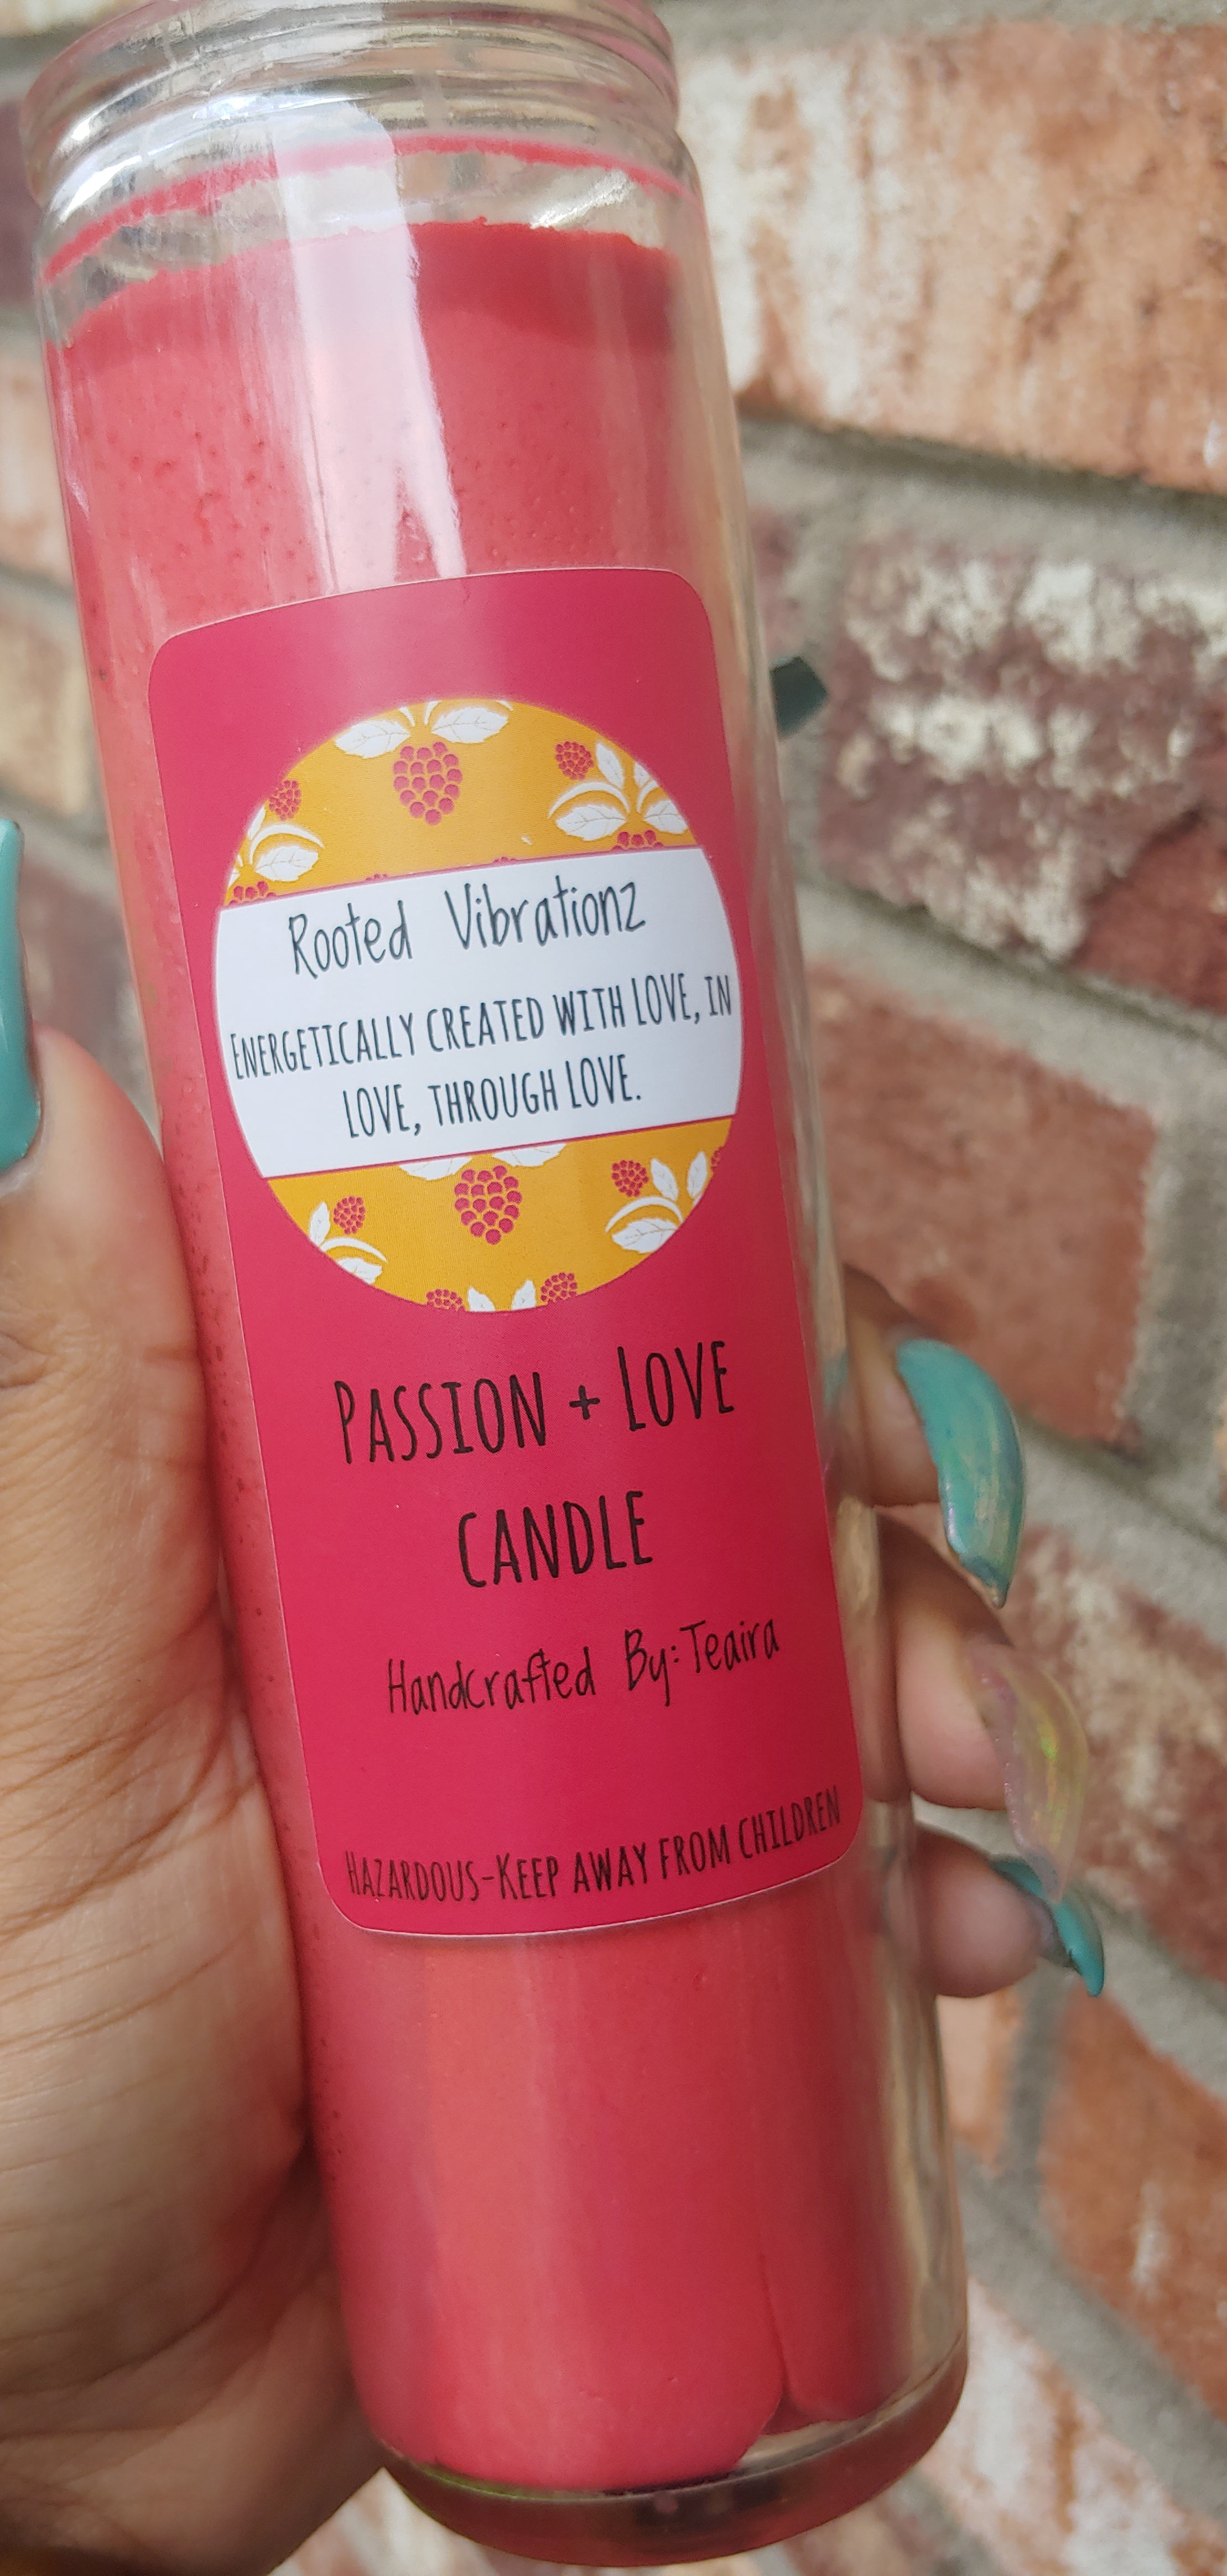 Rooted Vibrationz
Energetically created with love, in
love, through love.
Passion + Love
candle
Handcrafted By: Teaira
Hazardous-Keep away from children